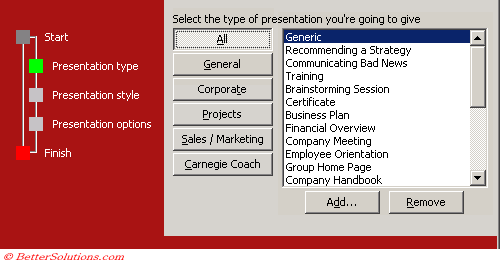 Start
Presentation type
Presentation style
Presentation options
Finish
Select the type of presentation you're going to give
All
General
Corporate
Projects
Sales / Marketing
Carnegie Coach
Generic
Recommending a Strategy
Communicating Bad News
Training
Brainstorming Session
Certificate
Business Plan
Financial Overview
Company Meeting
Employee Orientation
Group Home Page
Company Handbook
Add...
Remove
© BetterSolutions.com